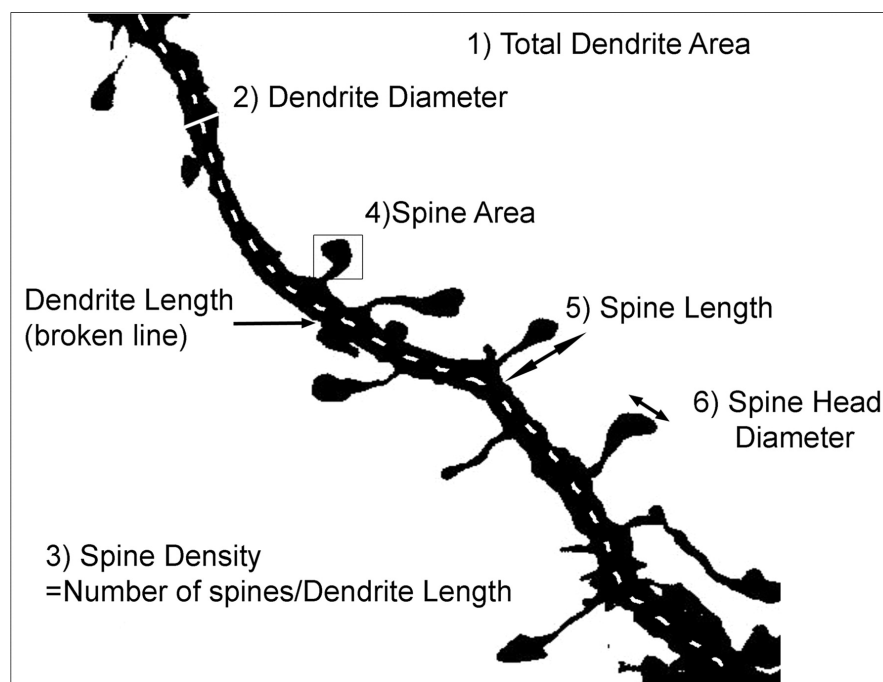 1) Total Dendrite Area
2) Dendrite Diameter
4)Spine Area
Dendrite Length
(broken line)
5) Spine Length
6) Spine Head
Diameter
3) Spine Density
=Number of spines/Dendrite Length